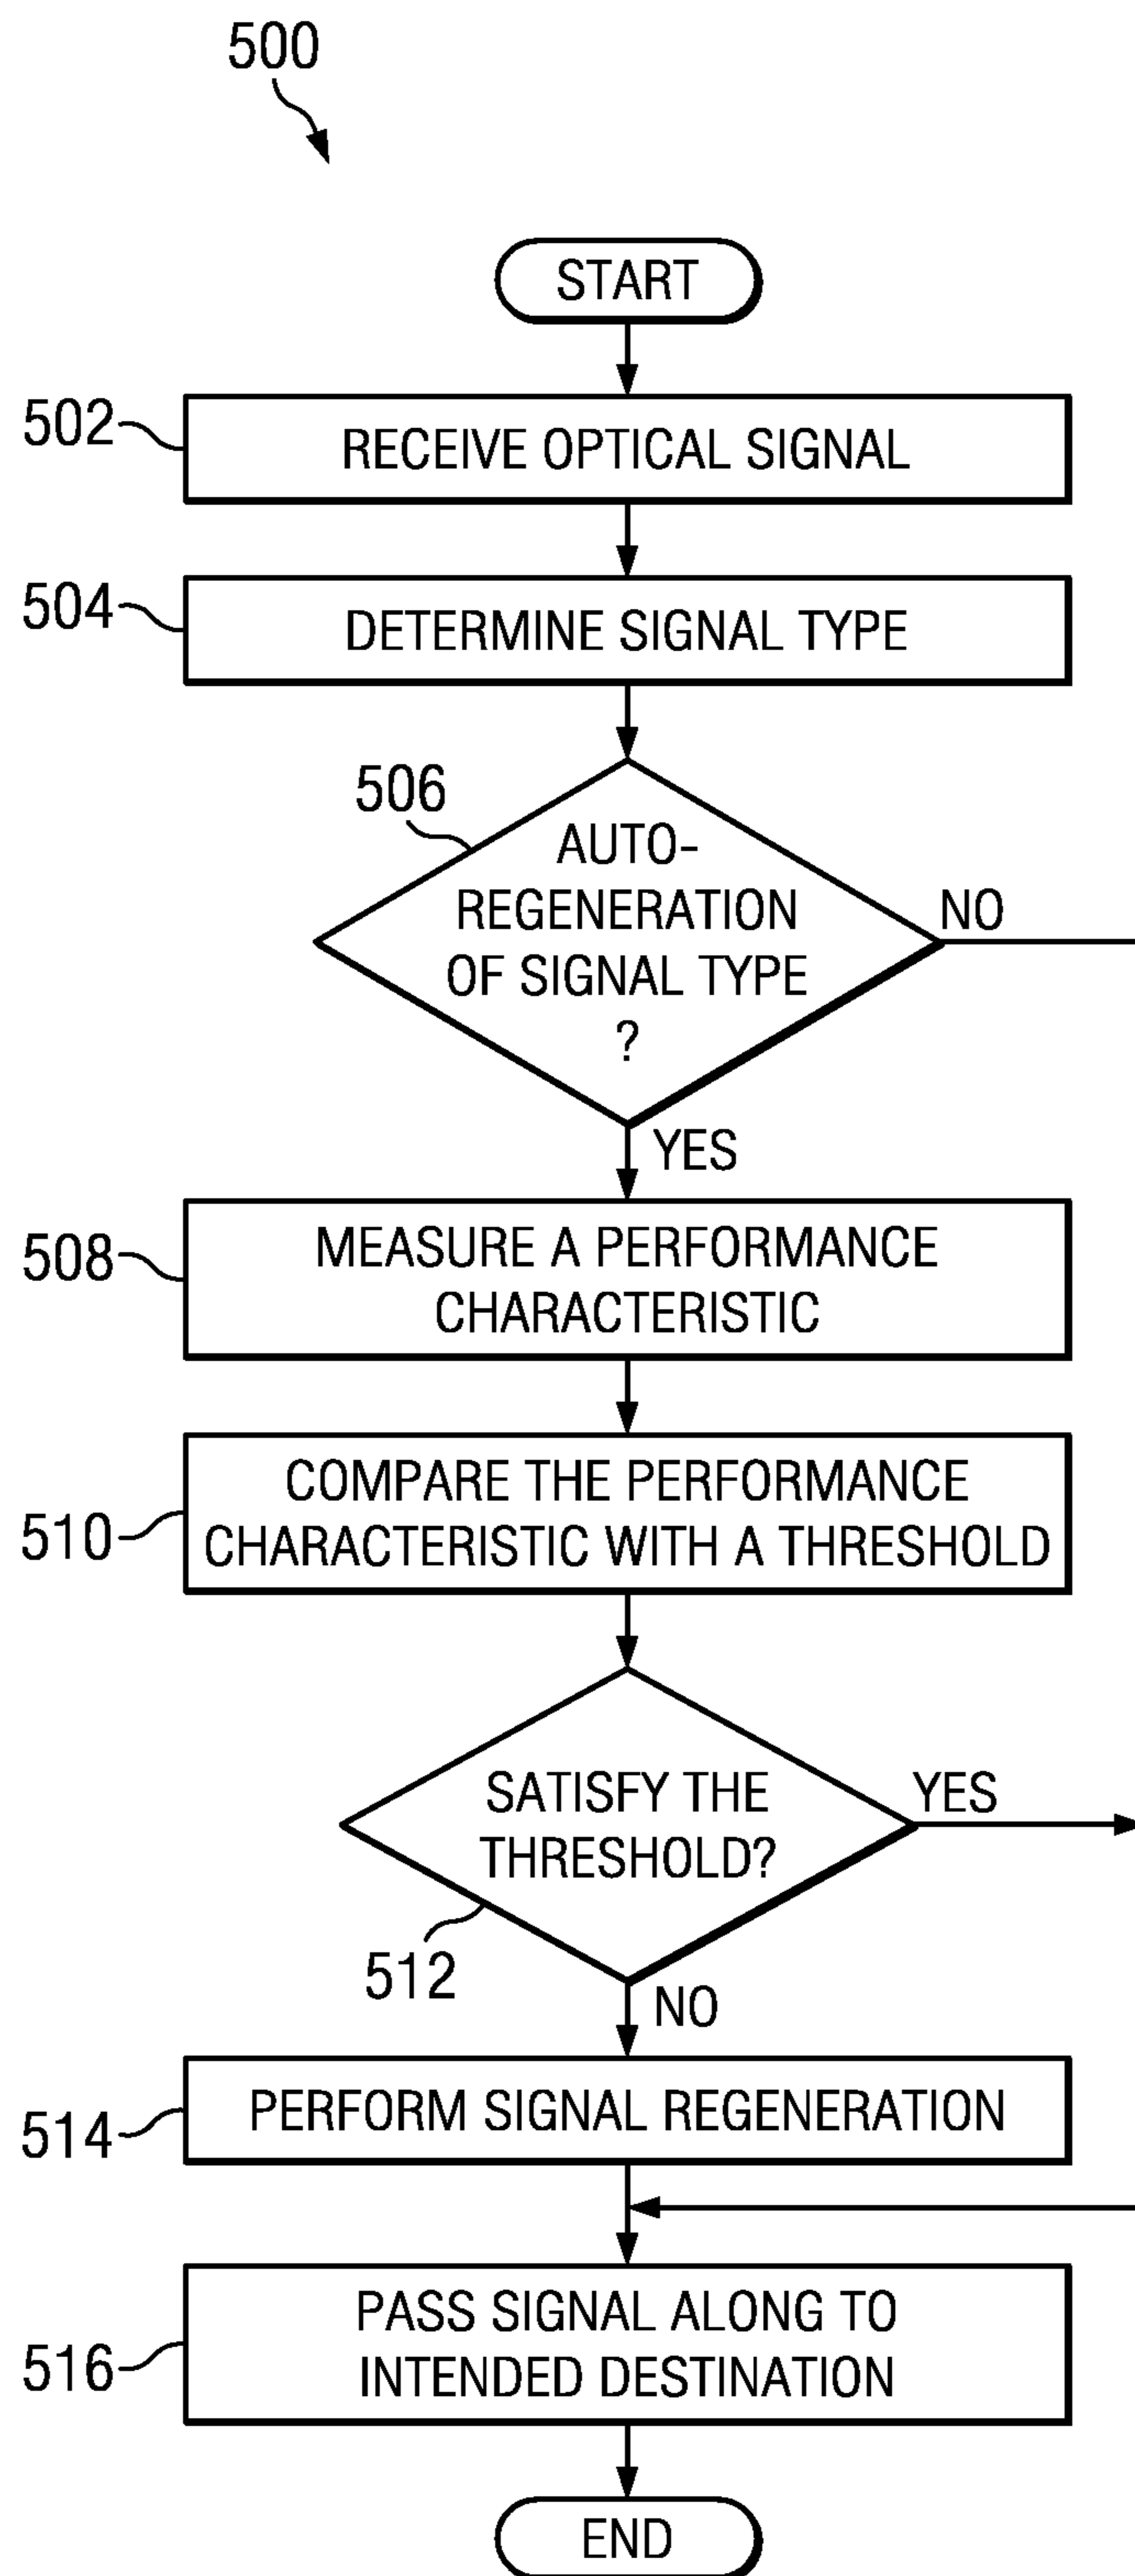 500
START
502
RECEIVE OPTICAL SIGNAL
504
DETERMINE SIGNAL TYPE
506
AUTO-
REGENERATION
OF SIGNAL TYPE
?
NO
YES
508
MEASURE A PERFORMANCE
CHARACTERISTIC
510
COMPARE THE PERFORMANCE
CHARACTERISTIC WITH A THRESHOLD
SATISFY THE
THRESHOLD?
YES
512
NO
514
PERFORM SIGNAL REGENERATION
516
PASS SIGNAL ALONG TO
INTENDED DESTINATION
END